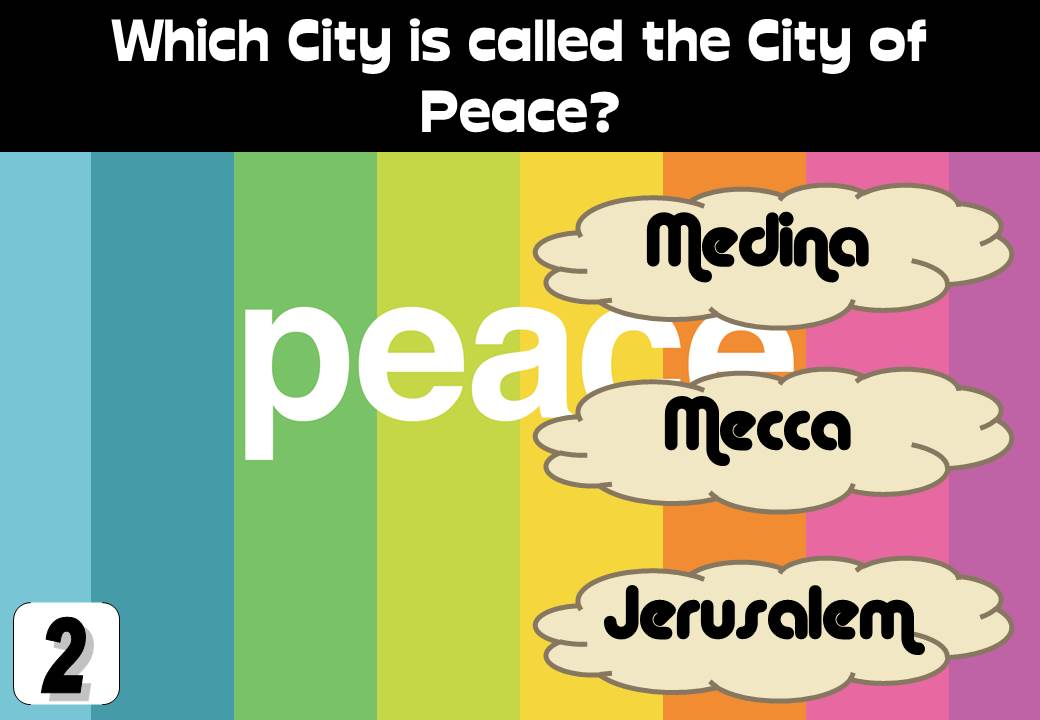 Which City is called the City of
Peace?
Medina
peace
Mecca
Jerusalem
2